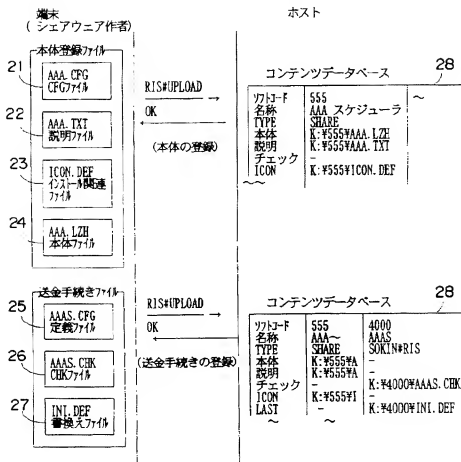 端末
(シェアウェア作者)
ホスト
本体登録ファイル
21
AAA.CFG
CFGファイル
22
AAA.TXT
説明ファイル
23
ICON.DEF
インストール関連
ファイル
24
AAA.LZH
本体ファイル
RIS#UPLOAD
OK
(本体の登録)
コンテンツデータベース
28
ソフトコード 555 ~
名称 AAA スケジューラ
TYPE SHARE
本体 K:¥555¥AAA.LZH
説明 K:¥555¥AAA.TXT
チェック -
ICON K:¥555¥ICON.DEF
~~
送金手続きファイル
25
AAAS.CFG
定義ファイル
26
AAAS.CHK
CHKファイル
27
INI.DEF
書換えファイル
RIS#UPLOAD
OK
(送金手続の登録)
コンテンツデータベース
28
ソフトコード 555 4000
名称 AAA~ AAAS
TYPE SHARE SOKIN#RIS
本体 K:¥555¥A -
説明 K:¥555¥A -
チェック - K:¥4000¥AAAS.CHK
ICON K:¥555¥I -
LAST - K:¥4000¥INI.DEF
~ ~